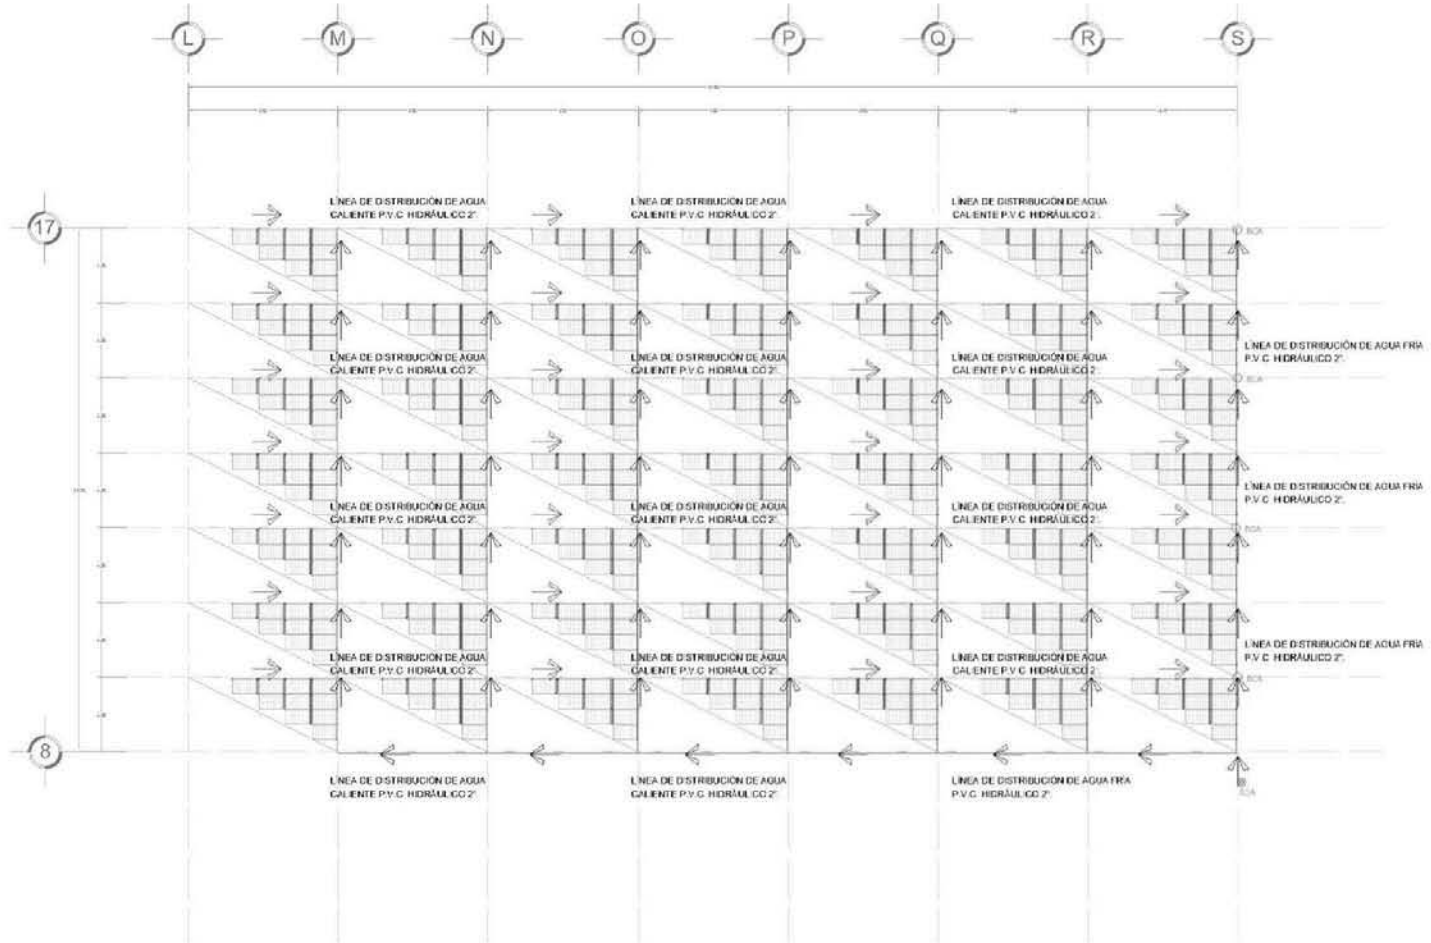 L M N O P Q R S
LÍNEA DE DISTRIBUCIÓN DE AGUA
CALIENTE P.V.C. HIDRÁULICO 2".
LÍNEA DE DISTRIBUCIÓN DE AGUA
CALIENTE P.V.C. HIDRÁULICO 2".
LÍNEA DE DISTRIBUCIÓN DE AGUA
CALIENTE P.V.C. HIDRÁULICO 2".
17
BCA
LÍNEA DE DISTRIBUCIÓN DE AGUA
CALIENTE P.V.C. HIDRÁULICO 2".
LÍNEA DE DISTRIBUCIÓN DE AGUA
CALIENTE P.V.C. HIDRÁULICO 2".
LÍNEA DE DISTRIBUCIÓN DE AGUA
CALIENTE P.V.C. HIDRÁULICO 2".
LÍNEA DE DISTRIBUCIÓN DE AGUA FRÍA
P.V.C. HIDRÁULICO 2".
BCA
LÍNEA DE DISTRIBUCIÓN DE AGUA
CALIENTE P.V.C. HIDRÁULICO 2".
LÍNEA DE DISTRIBUCIÓN DE AGUA
CALIENTE P.V.C. HIDRÁULICO 2".
LÍNEA DE DISTRIBUCIÓN DE AGUA
CALIENTE P.V.C. HIDRÁULICO 2".
LÍNEA DE DISTRIBUCIÓN DE AGUA FRÍA
P.V.C. HIDRÁULICO 2".
BCA
LÍNEA DE DISTRIBUCIÓN DE AGUA
CALIENTE P.V.C. HIDRÁULICO 2".
LÍNEA DE DISTRIBUCIÓN DE AGUA
CALIENTE P.V.C. HIDRÁULICO 2".
LÍNEA DE DISTRIBUCIÓN DE AGUA
CALIENTE P.V.C. HIDRÁULICO 2".
LÍNEA DE DISTRIBUCIÓN DE AGUA FRÍA
P.V.C. HIDRÁULICO 2".
BCA
8
LÍNEA DE DISTRIBUCIÓN DE AGUA
CALIENTE P.V.C. HIDRÁULICO 2".
LÍNEA DE DISTRIBUCIÓN DE AGUA
CALIENTE P.V.C. HIDRÁULICO 2".
LÍNEA DE DISTRIBUCIÓN DE AGUA FRÍA
P.V.C. HIDRÁULICO 2".